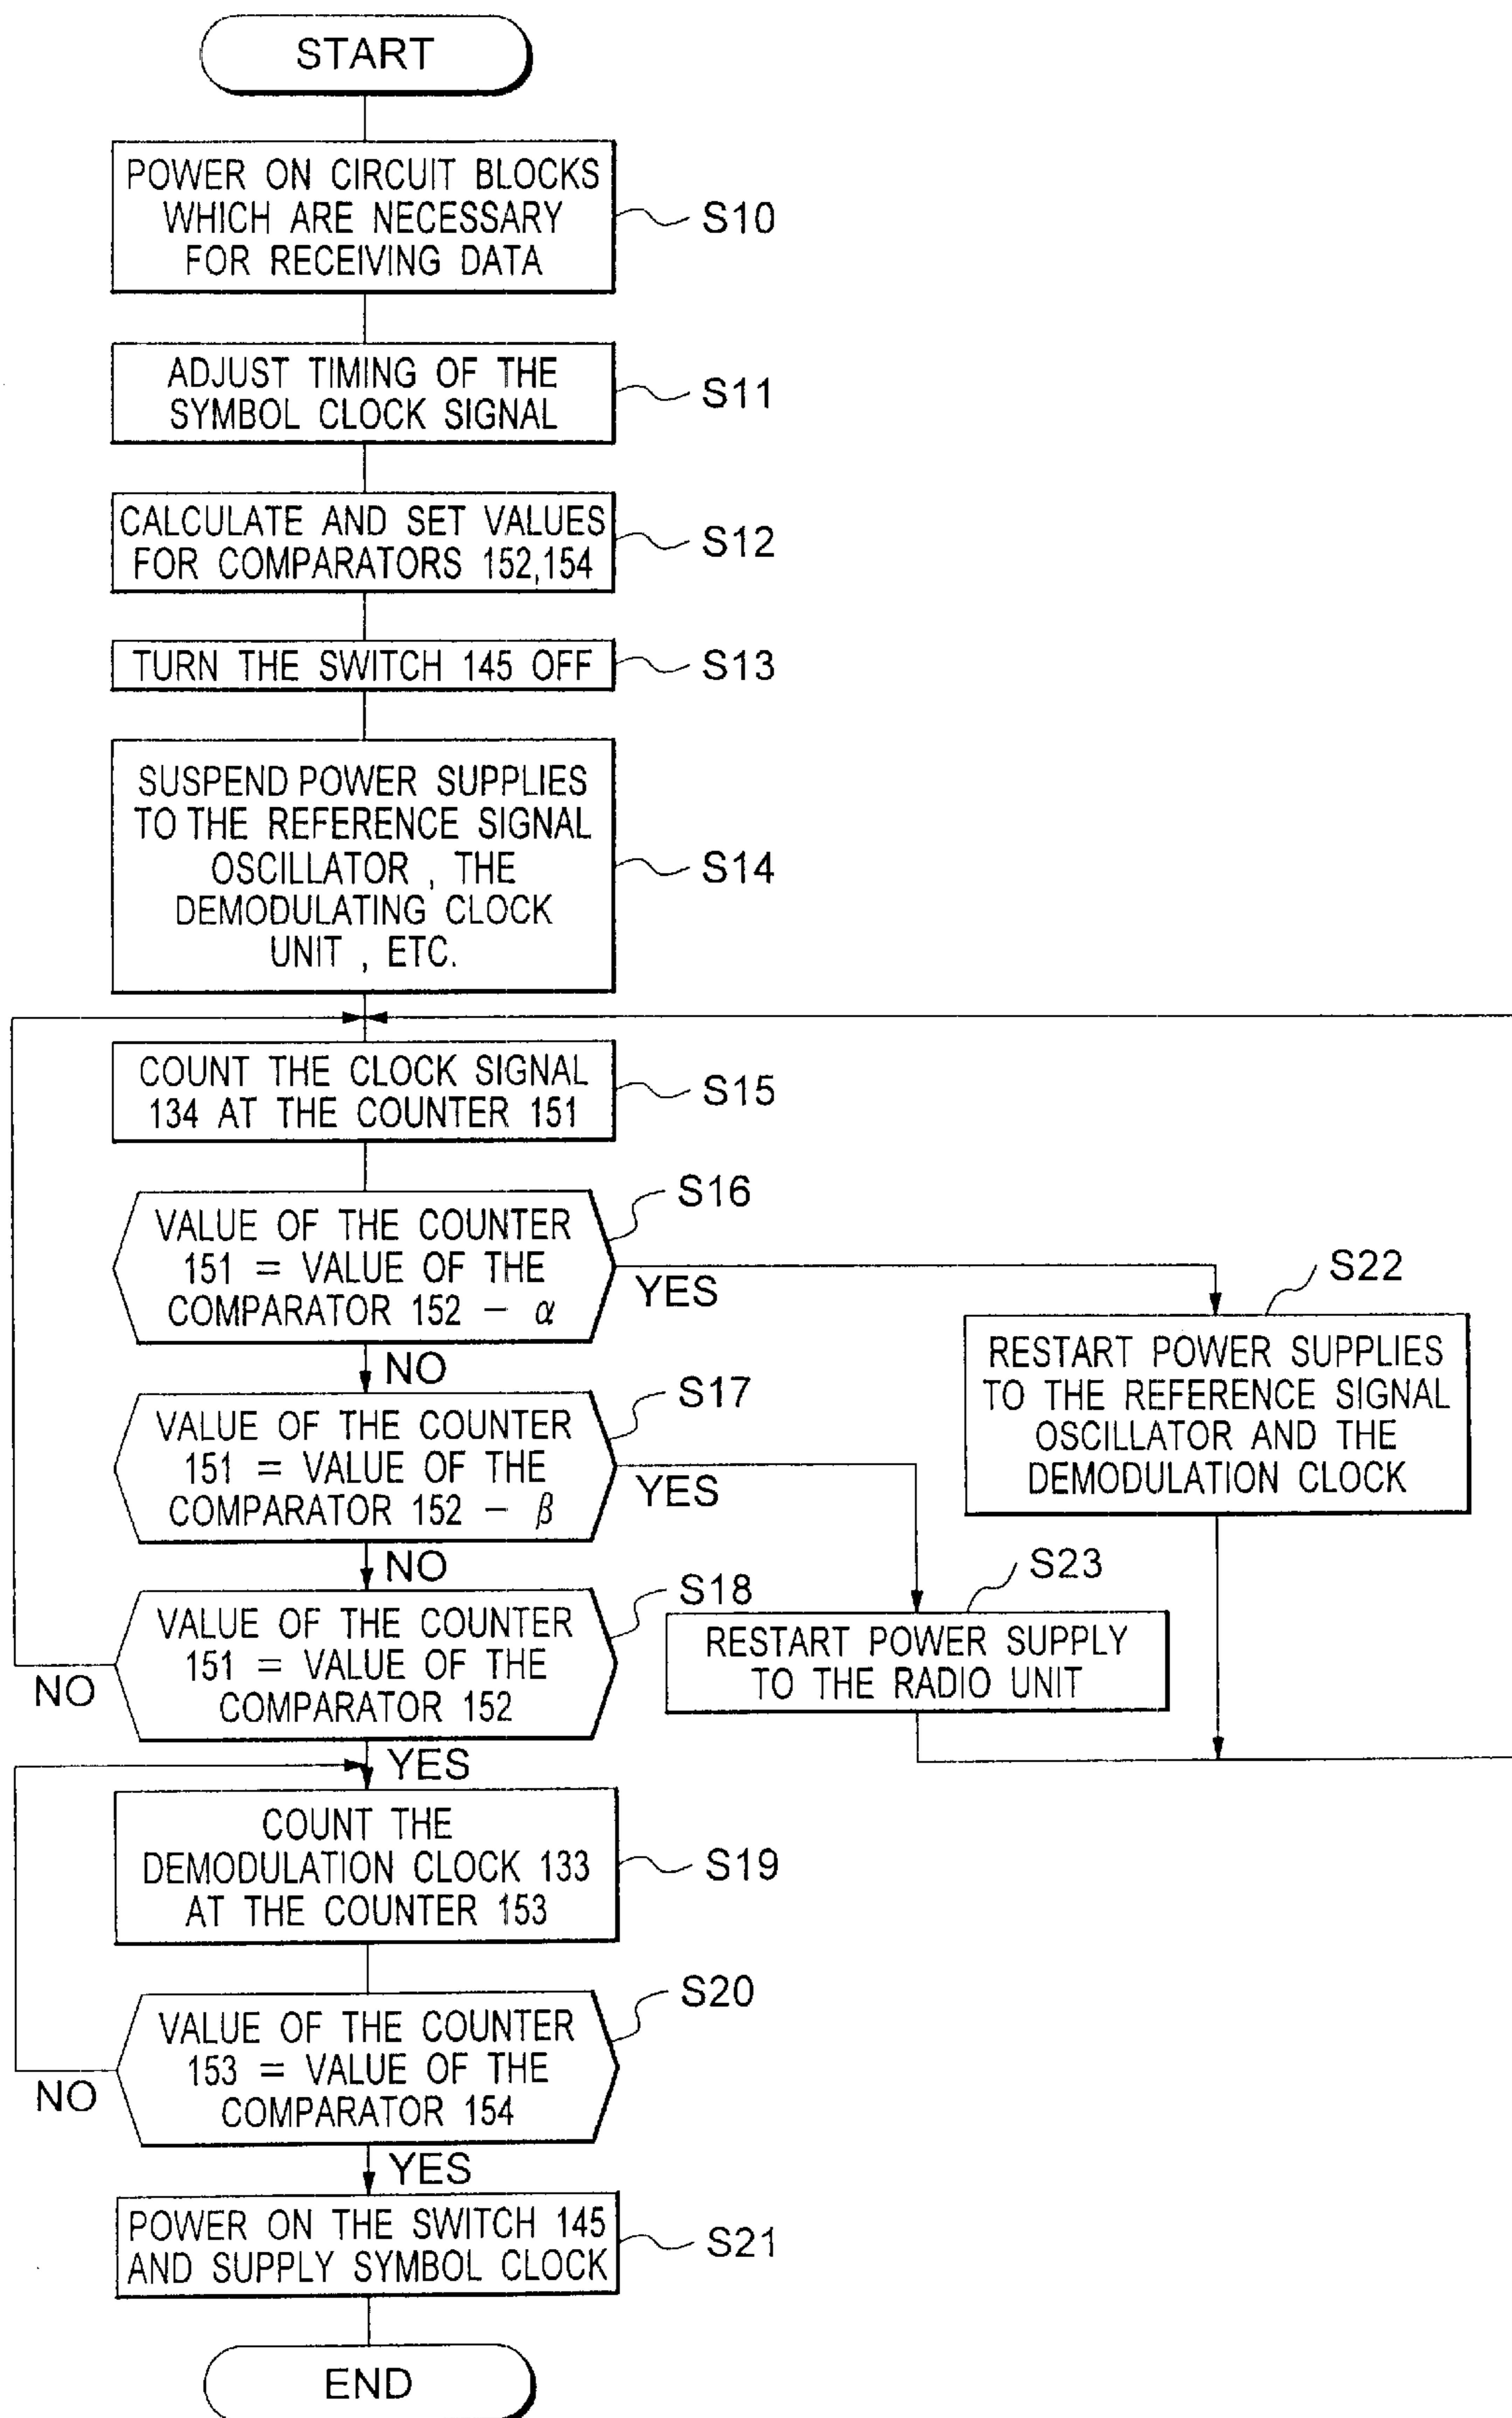 START
POWER ON CIRCUIT BLOCKS
WHICH ARE NECESSARY
FOR RECEIVING DATA
S10
ADJUST TIMING OF THE
SYMBOL CLOCK SIGNAL
S11
CALCULATE AND SET VALUES
FOR COMPARATORS 152,154
S12
TURN THE SWITCH 145 OFF
S13
SUSPEND POWER SUPPLIES
TO THE REFERENCE SIGNAL
OSCILLATOR , THE
DEMODULATING CLOCK
UNIT , ETC.
S14
COUNT THE CLOCK SIGNAL
134 AT THE COUNTER 151
S15
VALUE OF THE COUNTER
151 = VALUE OF THE
COMPARATOR 152 - α
S16
YES
NO
S22
RESTART POWER SUPPLIES
TO THE REFERENCE SIGNAL
OSCILLATOR AND THE
DEMODULATION CLOCK
VALUE OF THE COUNTER
151 = VALUE OF THE
COMPARATOR 152 - β
S17
YES
NO
S23
RESTART POWER SUPPLY
TO THE RADIO UNIT
VALUE OF THE COUNTER
151 = VALUE OF THE
COMPARATOR 152
S18
NO
YES
COUNT THE
DEMODULATION CLOCK 133
AT THE COUNTER 153
S19
VALUE OF THE COUNTER
153 = VALUE OF THE
COMPARATOR 154
S20
NO
YES
POWER ON THE SWITCH 145
AND SUPPLY SYMBOL CLOCK
S21
END